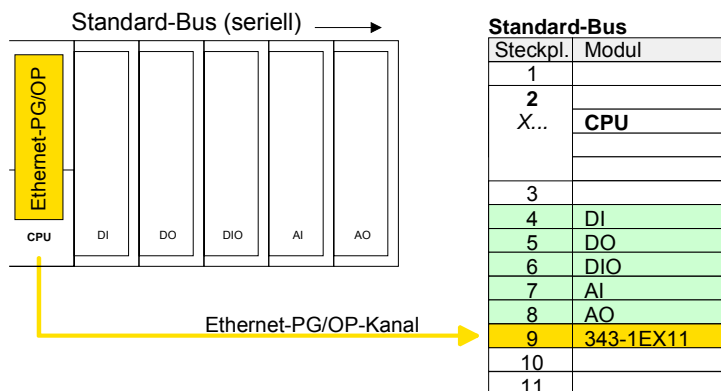 Standard-Bus (seriell)
Ethernet-PG/OP
CPU DI DO DIO AI AO
Ethernet-PG/OP-Kanal
Standard-Bus
Steckpl. Modul
1
2
X... CPU
3
4 DI
5 DO
6 DIO
7 AI
8 AO
9 343-1EX11
10
11